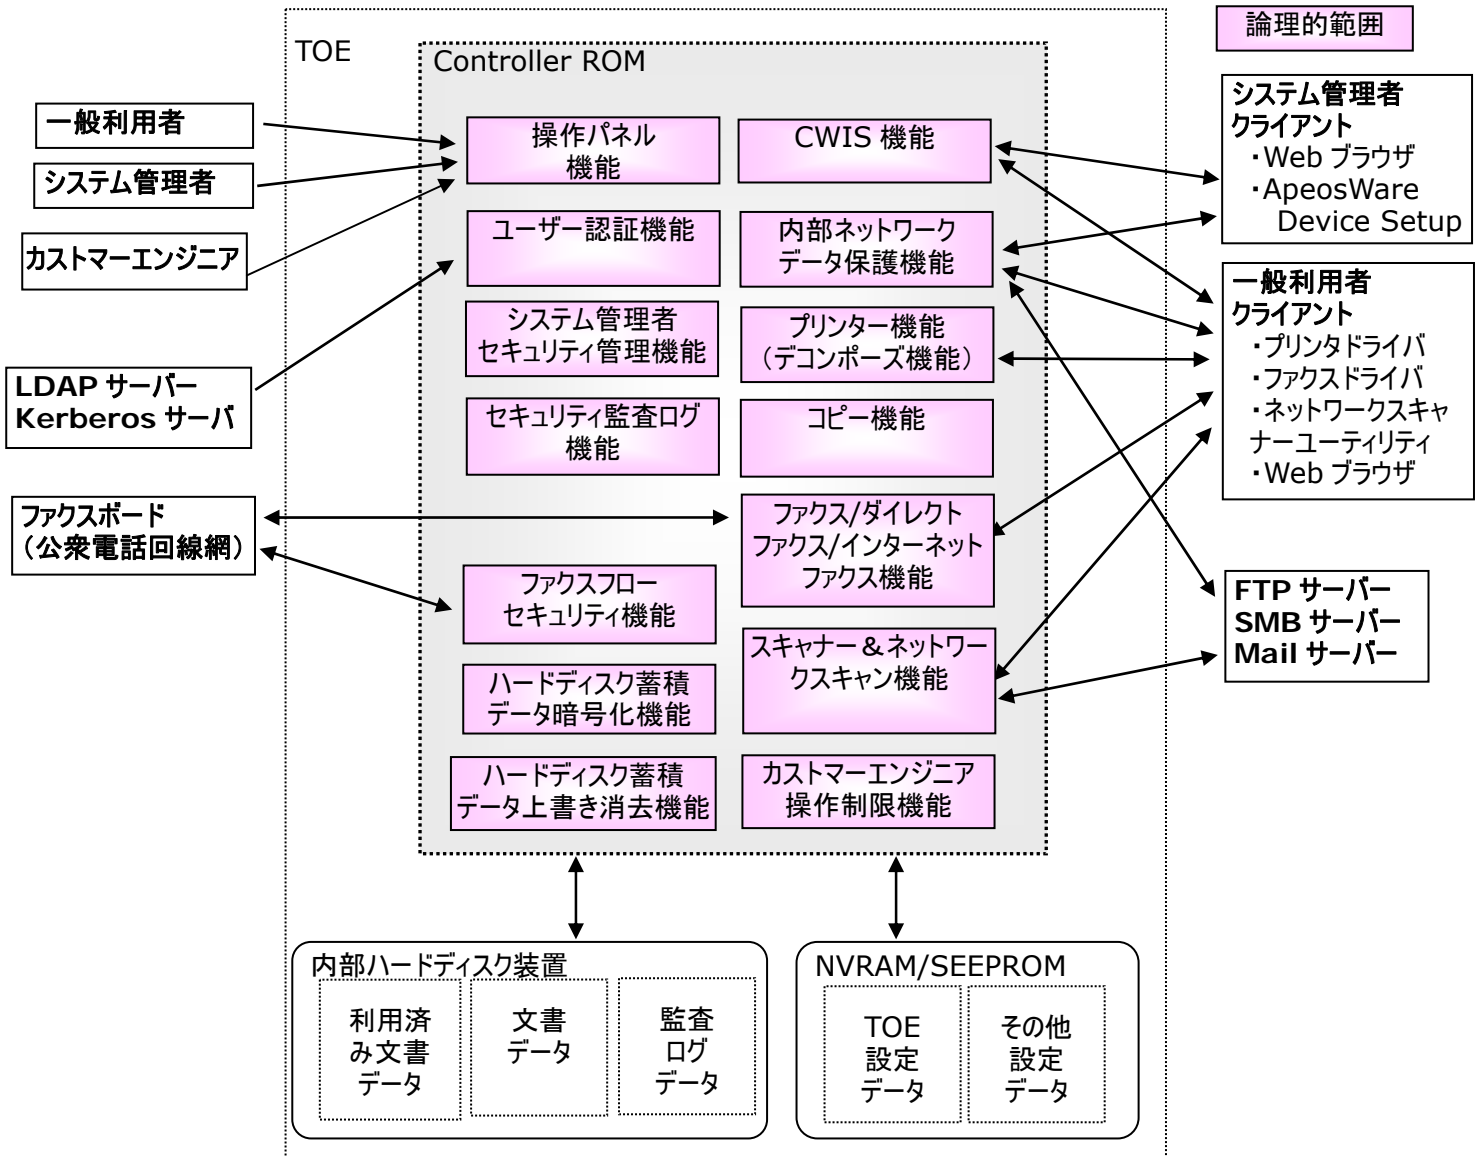 論理的範囲
TOE
Controller ROM
一般利用者
システム管理者
カストマーエンジニア
LDAP サーバー
Kerberos サーバ
ファクスボード
（公衆電話回線網）
操作パネル
機能
ユーザー認証機能
システム管理者
セキュリティ管理機能
セキュリティ監査ログ
機能
ファクスフロー
セキュリティ機能
ハードディスク蓄積
データ暗号化機能
ハードディスク蓄積
データ上書き消去機能
CWIS 機能
内部ネットワーク
データ保護機能
プリンター機能
（デコンポーズ機能）
コピー機能
ファクス/ダイレクト
ファクス/インターネット
ファクス機能
スキャナー＆ネットワー
クスキャン機能
カストマーエンジニア
操作制限機能
システム管理者
クライアント
・Web ブラウザ
・ApeosWare
Device Setup
一般利用者
クライアント
・プリンタドライバ
・ファクスドライバ
・ネットワークスキャ
ナーユーティリティ
・Web ブラウザ
FTP サーバー
SMB サーバー
Mail サーバー
内部ハードディスク装置
利用済
み文書
データ
文書
データ
監査
ログ
データ
NVRAM/SEEPROM
TOE
設定
データ
その他
設定
データ